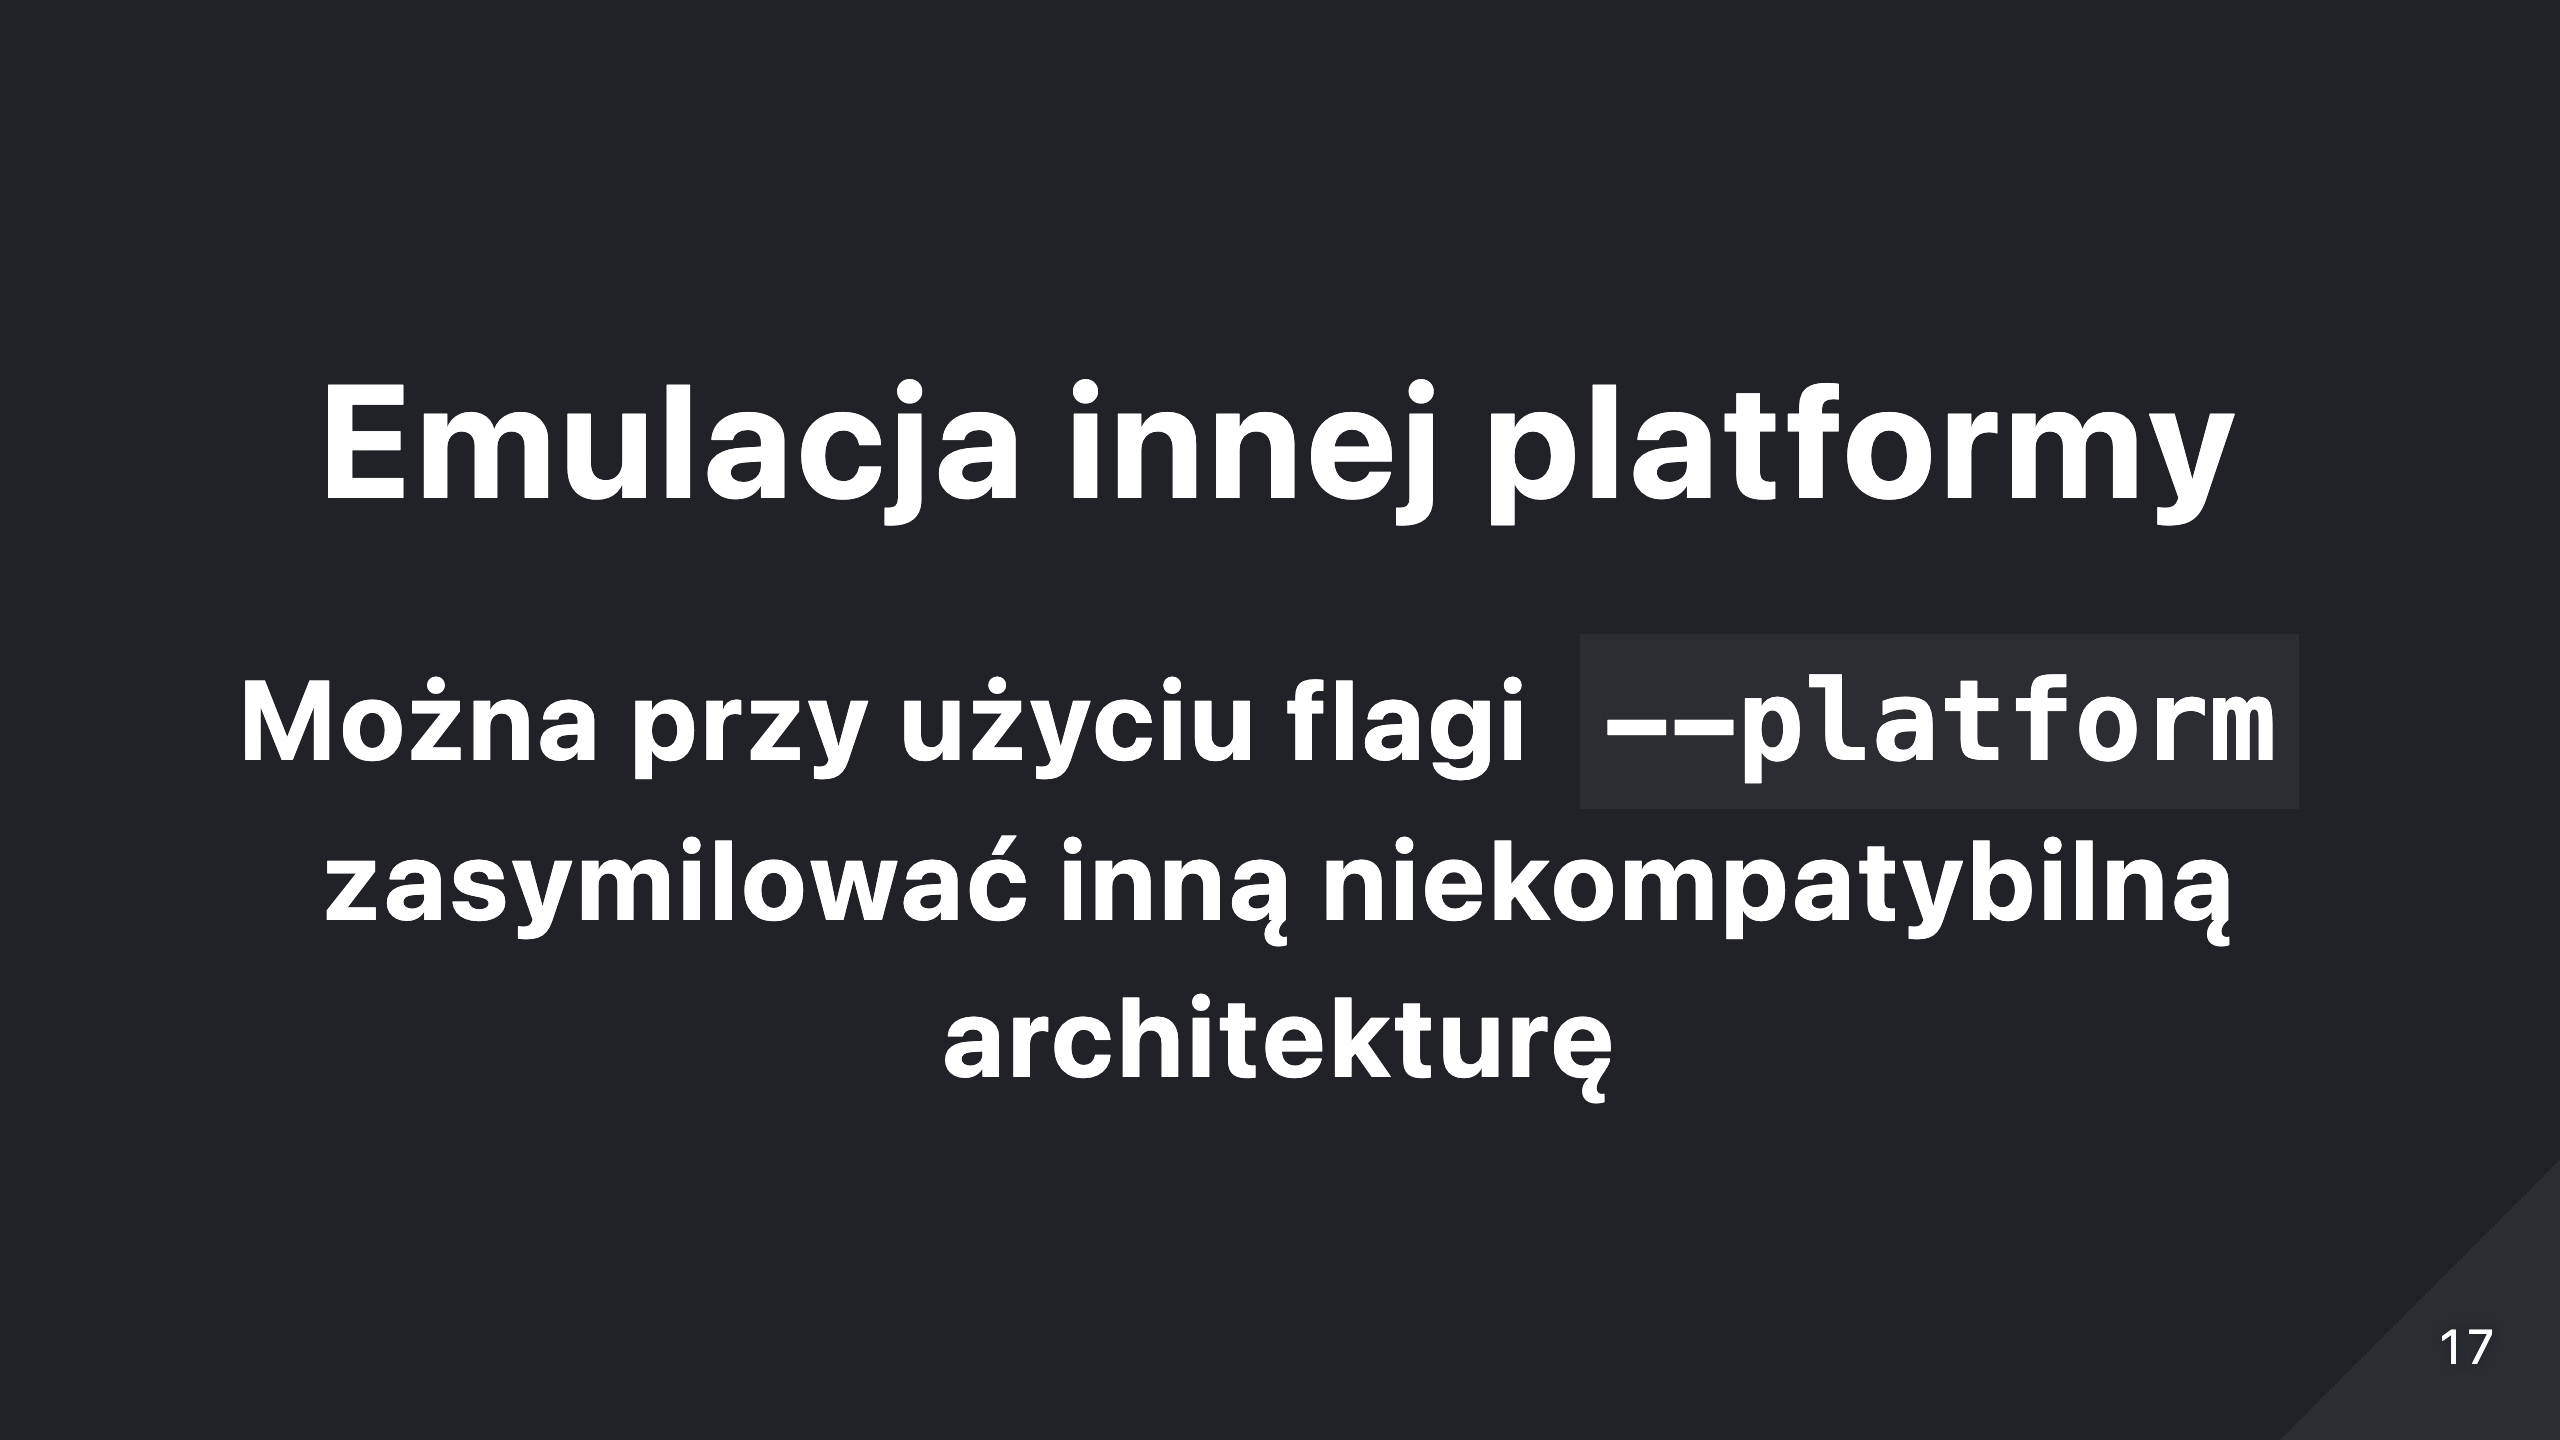 Emulacja innej platformy
Można przy użyciu flagi --platform
zasymilować inną niekompatybilną
architekturę
17